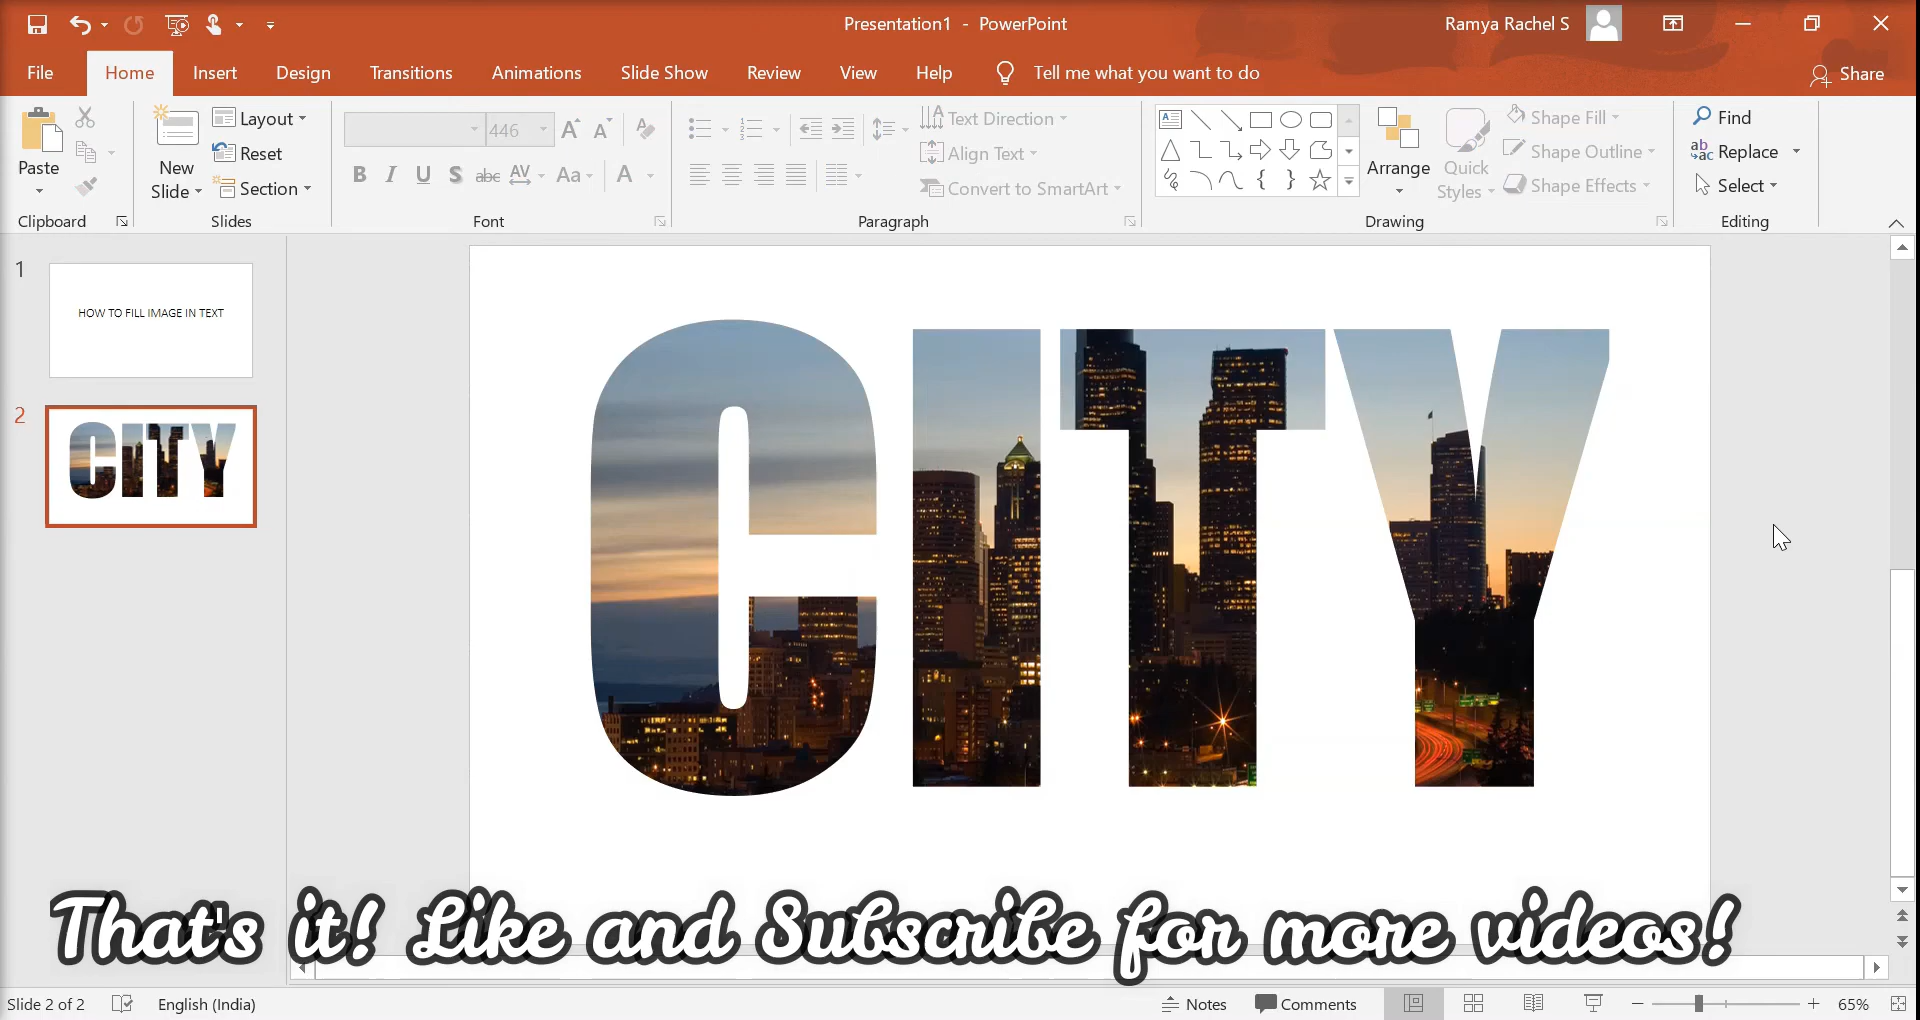 Presentation1 - PowerPoint
Ramya Rachel S
File Home Insert Design Transitions Animations Slide Show Review View Help Tell me what you want to do Share
Paste
Clipboard
New Slide
Layout
Reset
Section
Slides
446
B I U S abc AV Aa A
Font
Text Direction
Align Text
Convert to SmartArt
Paragraph
Arrange
Quick Styles
Shape Fill
Shape Outline
Shape Effects
Drawing
Find
Replace
Select
Editing
1
HOW TO FILL IMAGE IN TEXT
2
CITY
CITY
That's it! Like and Subscribe for more videos!
Slide 2 of 2 English (India) Notes Comments 65%